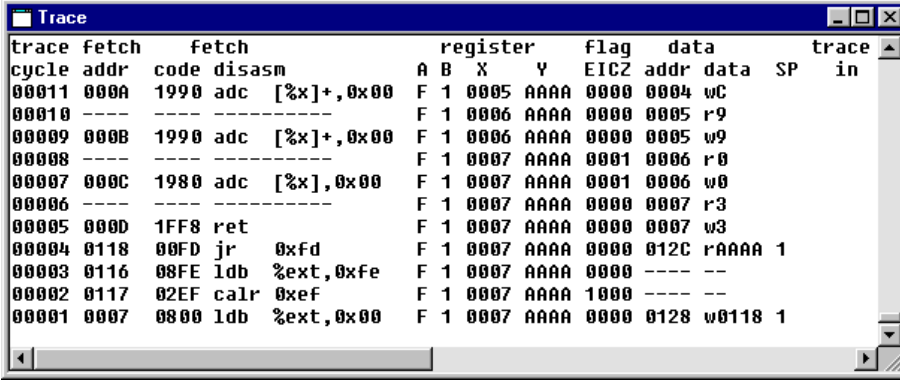 Trace
trace fetch fetch register flag data trace
cycle addr code disasm A B X Y EICZ addr data SP in
00011 000A 1990 adc [%x]+,0x00 F 1 0005 AAAA 0000 0004 wC
00010 ---- ---- ---------- F 1 0006 AAAA 0000 0005 r9
00009 000B 1990 adc [%x]+,0x00 F 1 0006 AAAA 0000 0005 w9
00008 ---- ---- ---------- F 1 0007 AAAA 0001 0006 r0
00007 000C 1980 adc [%x],0x00 F 1 0007 AAAA 0001 0006 w0
00006 ---- ---- ---------- F 1 0007 AAAA 0000 0007 r3
00005 000D 1FF8 ret F 1 0007 AAAA 0000 0007 w3
00004 0118 00FD jr 0xfd F 1 0007 AAAA 0000 012C rAAAA 1
00003 0116 08FE ldb %ext,0xfe F 1 0007 AAAA 0000 ---- --
00002 0117 02EF calr 0xef F 1 0007 AAAA 1000 ---- --
00001 0007 0800 ldb %ext,0x00 F 1 0007 AAAA 0000 0128 w0118 1